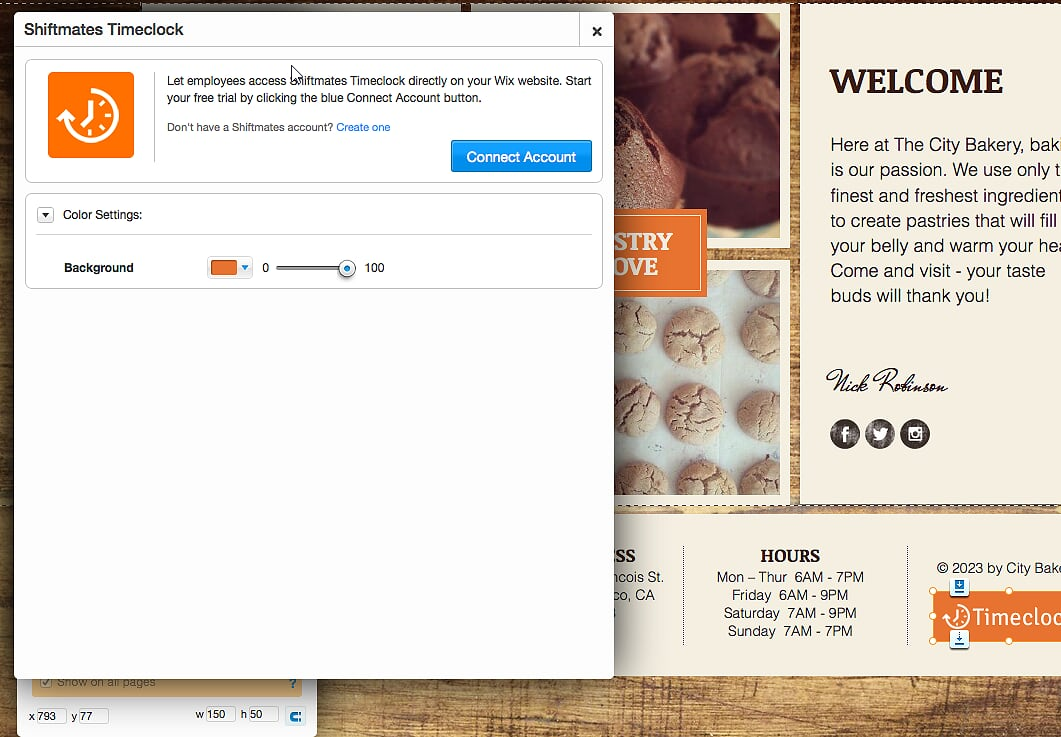 Shiftmates Timeclock
Let employees access Shiftmates Timeclock directly on your Wix website. Start
your free trial by clicking the blue Connect Account button.
Don't have a Shiftmates account? Create one
Connect Account
Color Settings:
Background 0 100
Show on all pages
?
x 793 y 77 w 150 h 50
STRY
OVE
WELCOME
Here at The City Bakery, baki
is our passion. We use only t
finest and freshest ingredient
to create pastries that will fill
your belly and warm your hea
Come and visit - your taste
buds will thank you!
Nick Robinson
SS
ncois St.
co, CA
HOURS
Mon – Thur 6AM - 7PM
Friday 6AM - 9PM
Saturday 7AM - 9PM
Sunday 7AM - 7PM
© 2023 by City Bake
Timecloc